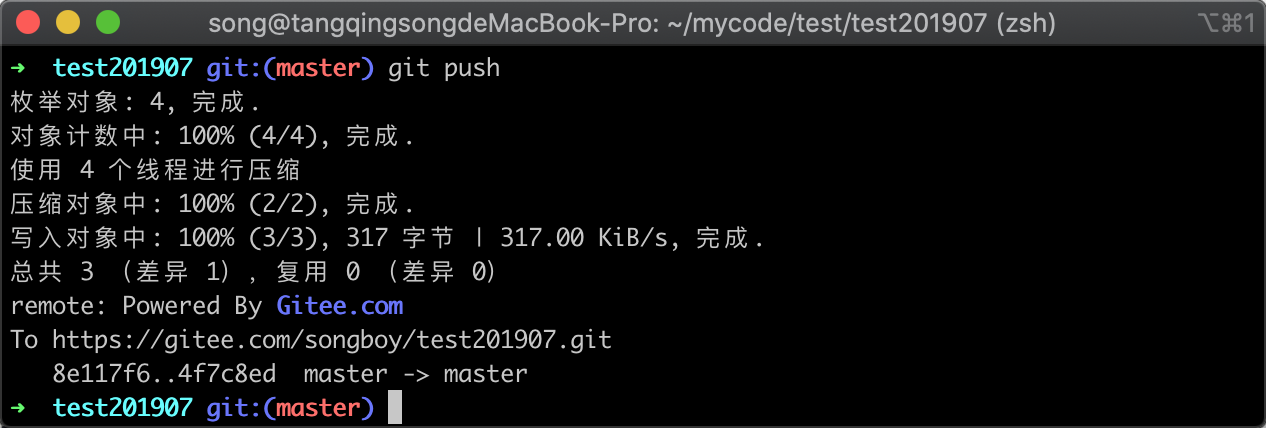 song@tangqingsongdeMacBook-Pro: ~/mycode/test/test201907 (zsh) ⌥⌘1
➜ test201907 git:(master) git push
枚举对象: 4, 完成.
对象计数中: 100% (4/4), 完成.
使用 4 个线程进行压缩
压缩对象中: 100% (2/2), 完成.
写入对象中: 100% (3/3), 317 字节 | 317.00 KiB/s, 完成.
总共 3 （差异 1），复用 0 （差异 0）
remote: Powered By Gitee.com
To https://gitee.com/songboy/test201907.git
8e117f6..4f7c8ed master -> master
➜ test201907 git:(master)